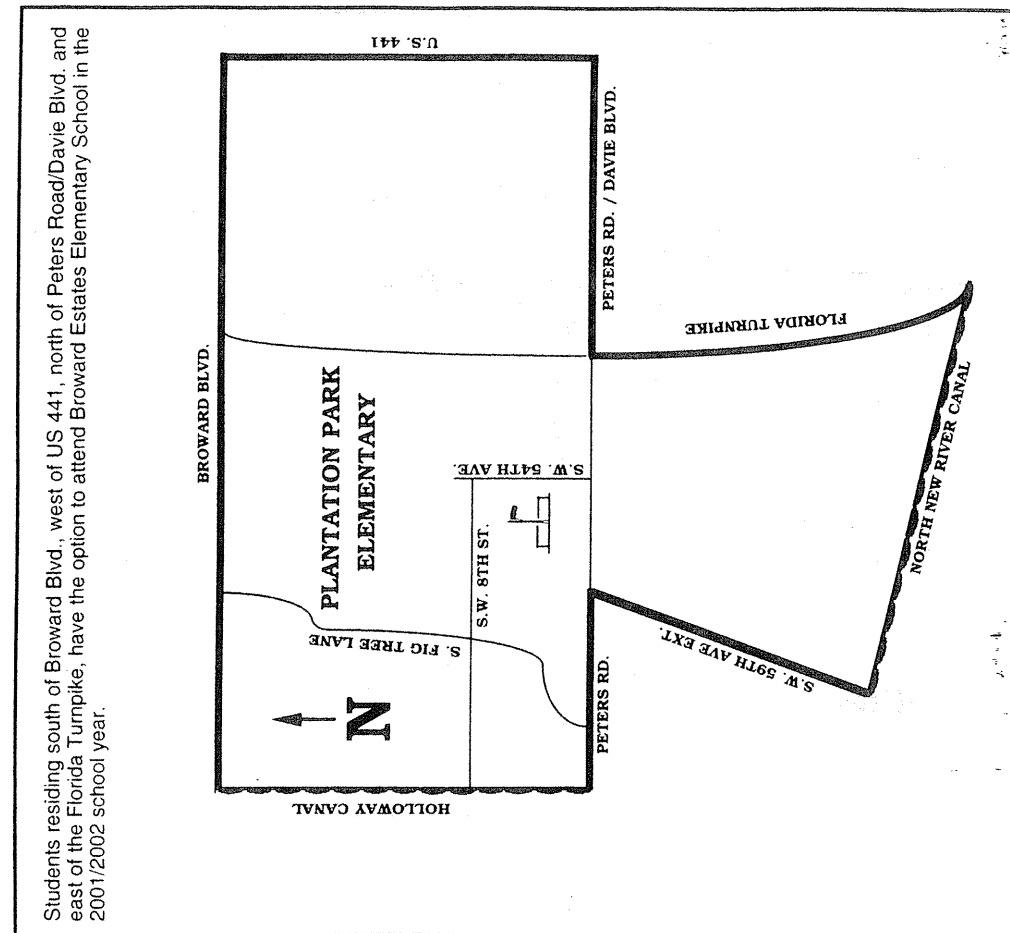 Students residing south of Broward Blvd., west of US 441, north of Peters Road/Davie Blvd. and
east of the Florida Turnpike, have the option to attend Broward Estates Elementary School in the
2001/2002 school year.
U.S. 441
BROWARD BLVD.
PETERS RD. / DAVIE BLVD.
FLORIDA TURNPIKE
PLANTATION PARK
ELEMENTARY
S.W. 54TH AVE.
S.W. 8TH ST.
NORTH NEW RIVER CANAL
S. FIG TREE LANE
S.W. 59TH AVE EXT.
PETERS RD.
N
HOLLOWAY CANAL